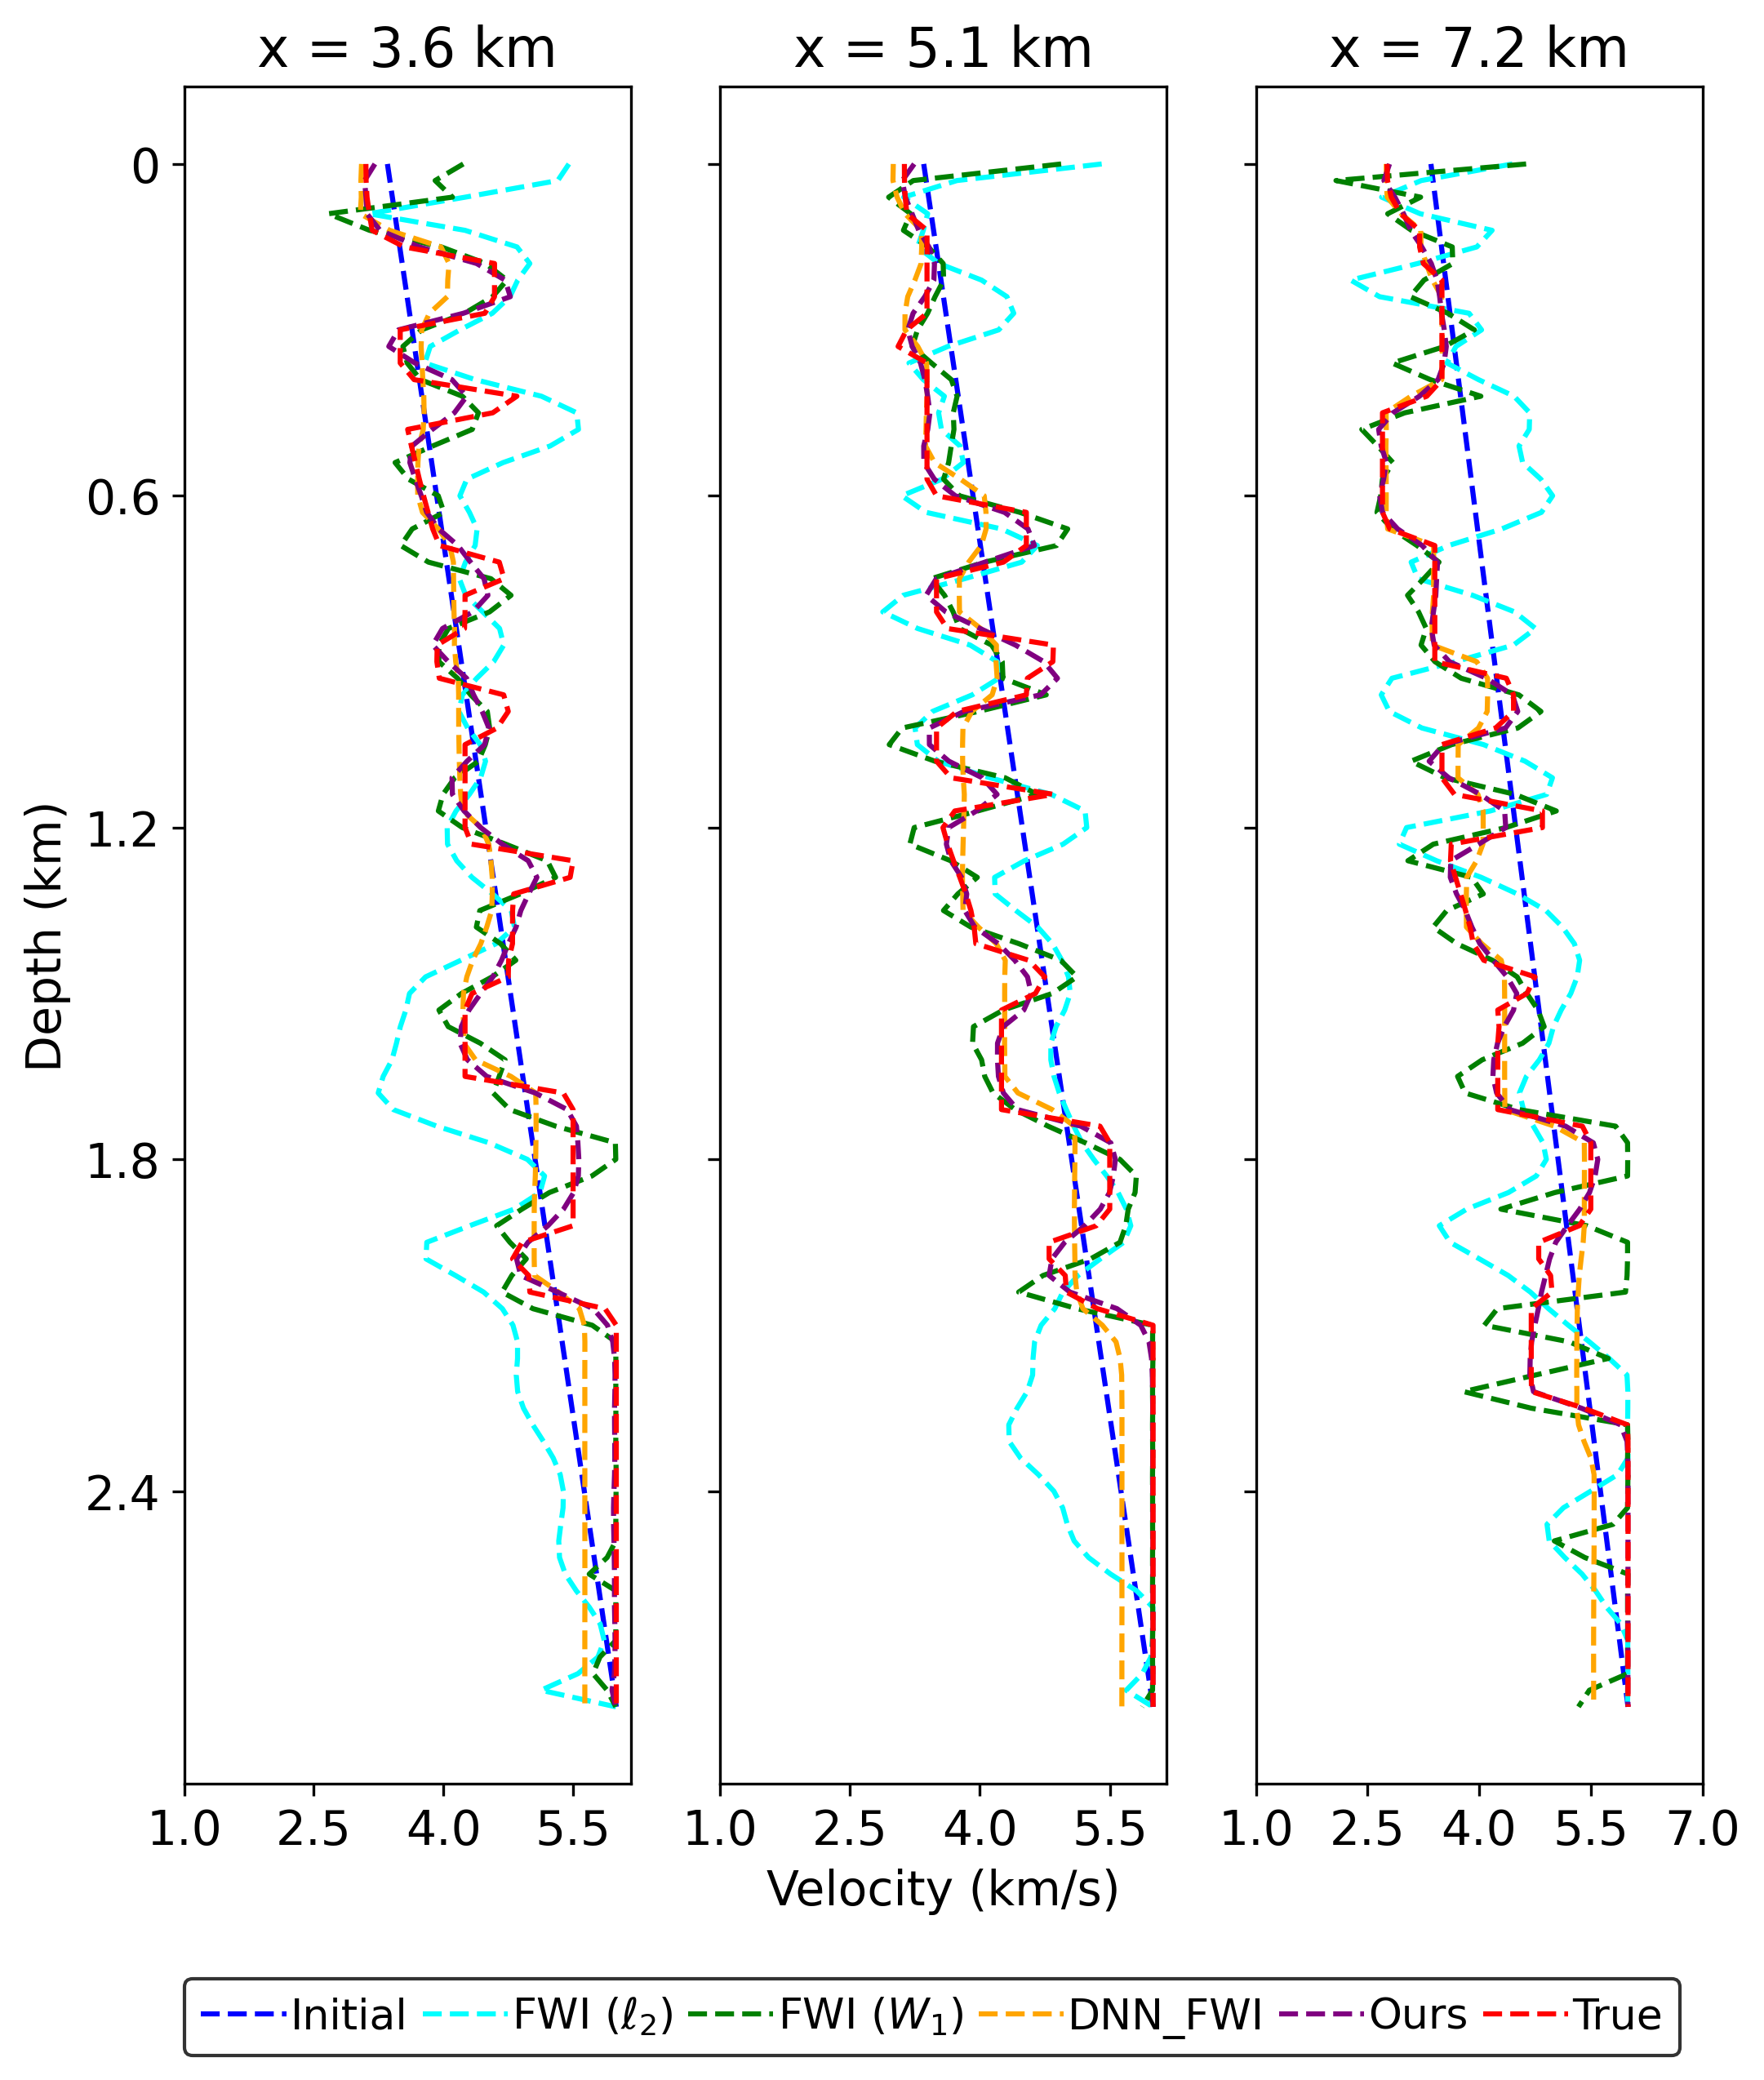 x = 3.6 km
x = 5.1 km
x = 7.2 km
0
0.6
1.2
1.8
2.4
Depth (km)
1.0 2.5 4.0 5.5
1.0 2.5 4.0 5.5
1.0 2.5 4.0 5.5 7.0
Velocity (km/s)
Initial FWI (ℓ₂) FWI (W₁) DNN_FWI Ours True